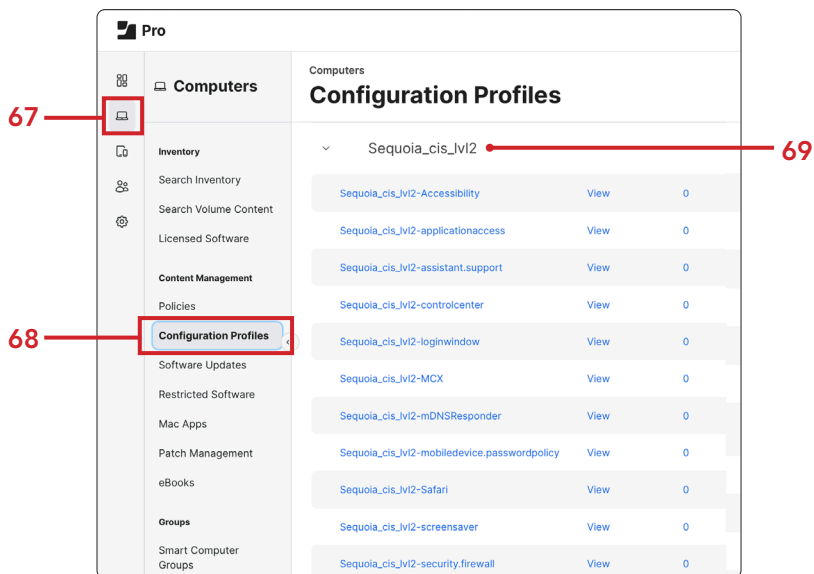 Pro
Computers
Computers
Configuration Profiles
67
Inventory
Sequoia_cis_lvl2
69
Search Inventory
Sequoia_cis_lvl2-Accessibility View 0
Search Volume Content
Sequoia_cis_lvl2-applicationaccess View 0
Licensed Software
Sequoia_cis_lvl2-assistant.support View 0
Content Management
Policies
Sequoia_cis_lvl2-controlcenter View 0
68
Configuration Profiles
Sequoia_cis_lvl2-loginwindow View 0
Software Updates
Sequoia_cis_lvl2-MCX View 0
Restricted Software
Sequoia_cis_lvl2-mDNSResponder View 0
Mac Apps
Patch Management
Sequoia_cis_lvl2-mobiledevice.passwordpolicy View 0
eBooks
Sequoia_cis_lvl2-Safari View 0
Groups
Sequoia_cis_lvl2-screensaver View 0
Smart Computer
Groups
Sequoia_cis_lvl2-security.firewall View 0